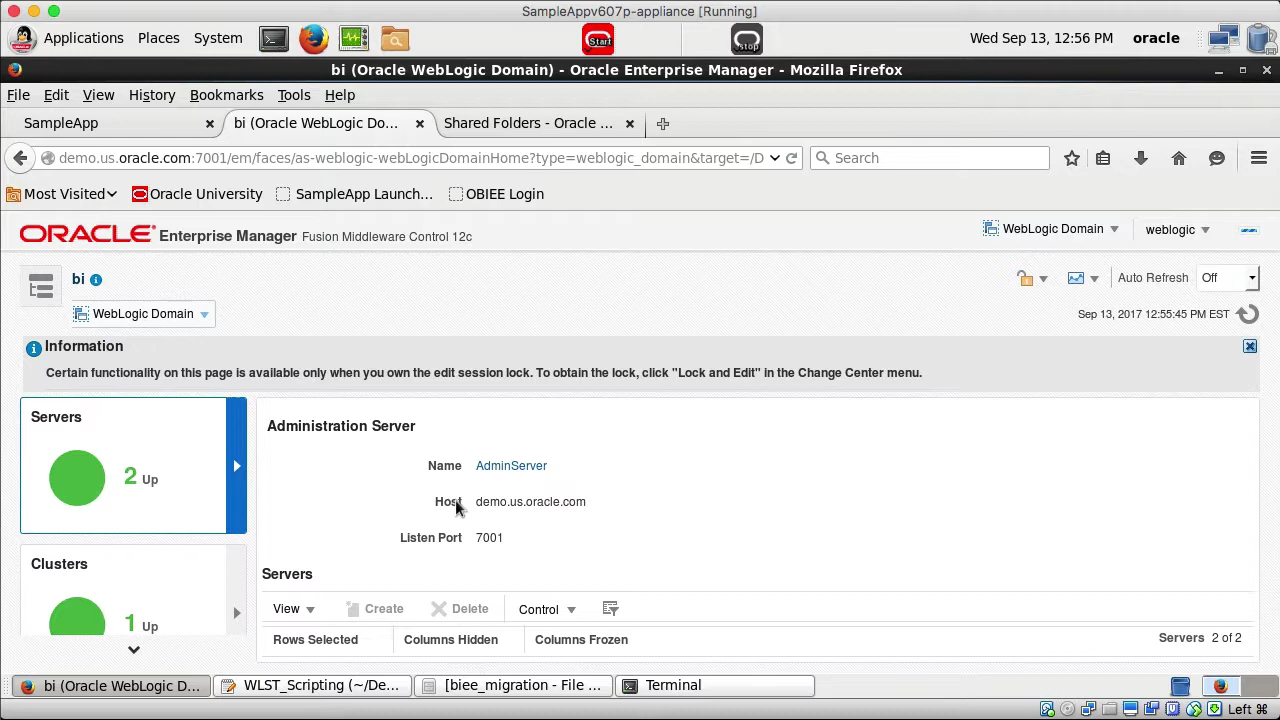 SampleAppv607p-appliance [Running]
Applications Places System Start stop Wed Sep 13, 12:56 PM oracle
bi (Oracle WebLogic Domain) - Oracle Enterprise Manager - Mozilla Firefox
File Edit View History Bookmarks Tools Help
SampleApp bi (Oracle WebLogic Do... Shared Folders - Oracle ...
demo.us.oracle.com:7001/em/faces/as-weblogic-webLogicDomainHome?type=weblogic_domain&target=/D Search
Most Visited Oracle University SampleApp Launch... OBIEE Login
ORACLE Enterprise Manager Fusion Middleware Control 12c WebLogic Domain weblogic
bi Auto Refresh Off
WebLogic Domain Sep 13, 2017 12:55:45 PM EST
Information
Certain functionality on this page is available only when you own the edit session lock. To obtain the lock, click "Lock and Edit" in the Change Center menu.
Servers
2 Up
Clusters
1 Up
Administration Server
Name AdminServer
Host demo.us.oracle.com
Listen Port 7001
Servers
View Create Delete Control
Rows Selected Columns Hidden Columns Frozen Servers 2 of 2
bi (Oracle WebLogic D... WLST_Scripting (~/De... [biee_migration - File ... Terminal
Left ⌘